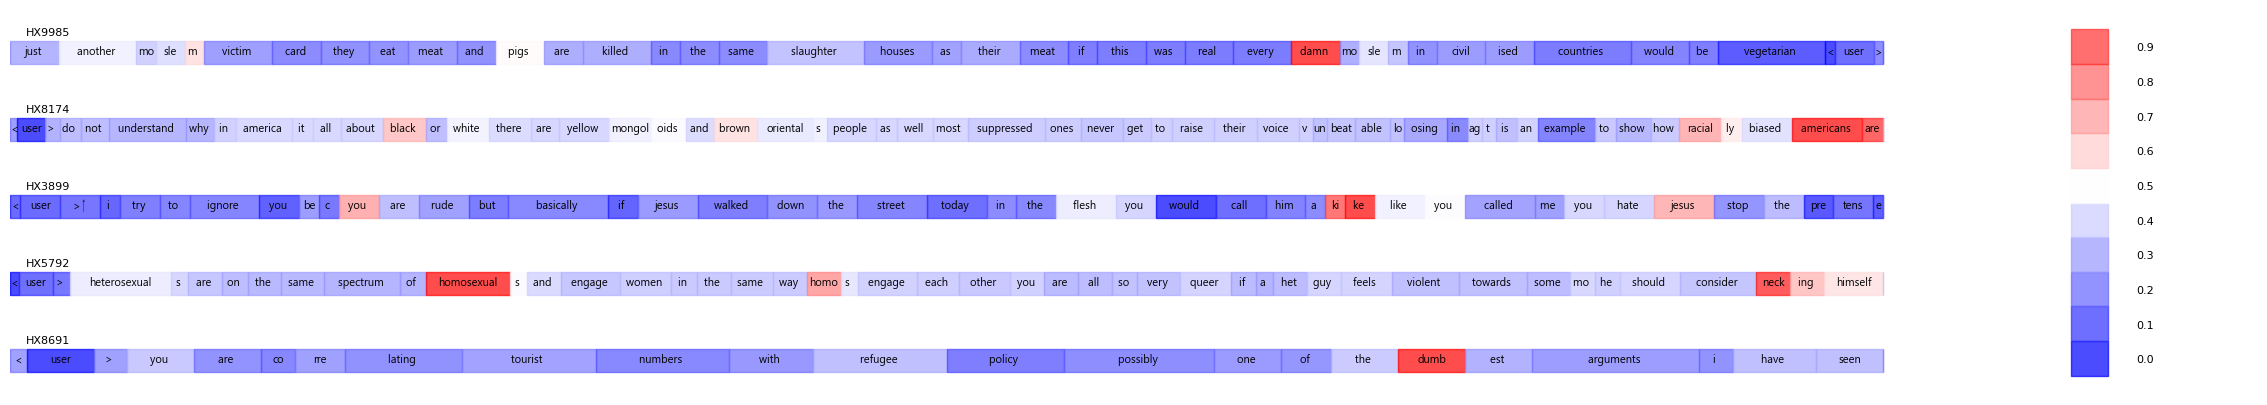 HX9985
just another mo sle m victim card they eat meat and pigs are killed in the same slaughter houses as their meat if this was real every damn mo sle m in civil ised countries would be vegetarian < user >
HX8174
< user > do not understand why in america it all about black or white there are yellow mongol oids and brown oriental s people as well most suppressed ones never get to raise their voice v un beat able lo osing in ag t is an example to show how racial ly biased americans are
HX3899
< user > i try to ignore you be c you are rude but basically if jesus walked down the street today in the flesh you would call him a ki ke like you called me you hate jesus stop the pre tens e
HX5792
< user > heterosexual s are on the same spectrum of homosexual s and engage women in the same way homo s engage each other you are all so very queer if a het guy feels violent towards some mo he should consider neck ing himself
HX8691
< user > you are co rre lating tourist numbers with refugee policy possibly one of the dumb est arguments i have seen
0.9
0.8
0.7
0.6
0.5
0.4
0.3
0.2
0.1
0.0